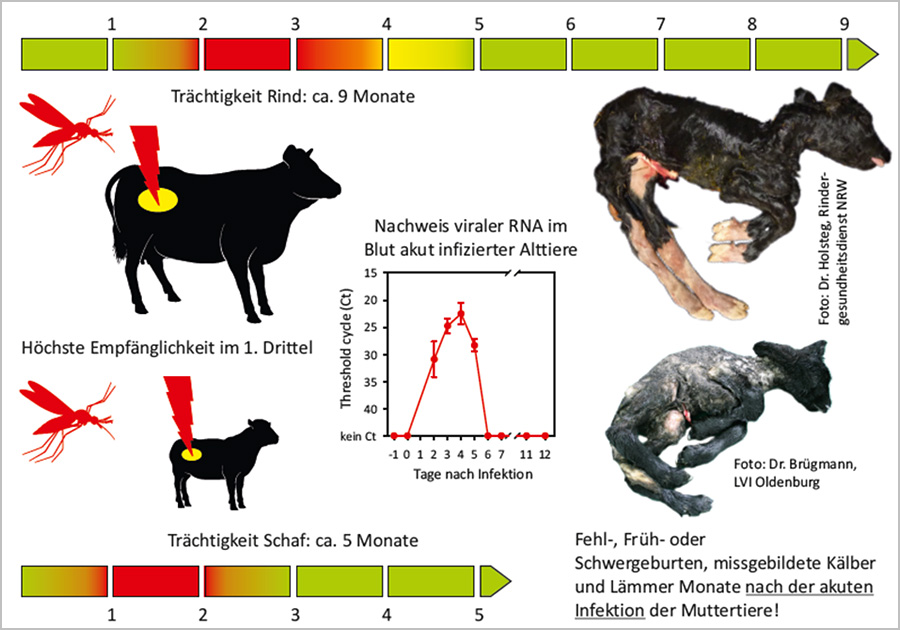 1 2 3 4 5 6 7 8 9
Trächtigkeit Rind: ca. 9 Monate
Foto: Dr. Holsteg, Rinder-
gesundheitsdienst NRW
Nachweis viraler RNA im
Blut akut infizierter Alttiere
Threshold cycle (Ct)
15
20
25
30
35
40
kein Ct
-1 0 1 2 3 4 5 6 7 11 12
Tage nach Infektion
Höchste Empfänglichkeit im 1. Drittel
Foto: Dr. Brügmann,
LVI Oldenburg
Trächtigkeit Schaf: ca. 5 Monate
1 2 3 4 5
Fehl-, Früh- oder
Schwergeburten, missgebildete Kälber
und Lämmer Monate nach der akuten
Infektion der Muttertiere!